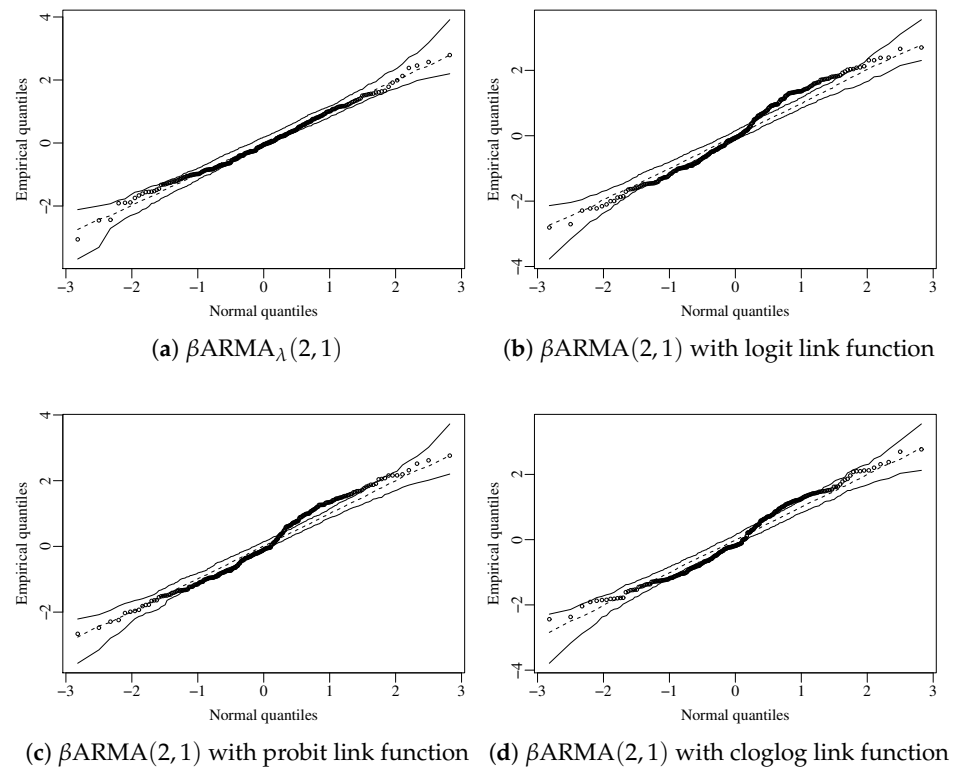 4
2
0
−2
Empirical quantiles
−3 −2 −1 0 1 2 3
Normal quantiles
(a) βARMAλ(2, 1)
2
0
−2
−4
Empirical quantiles
−3 −2 −1 0 1 2 3
Normal quantiles
(b) βARMA(2, 1) with logit link function
4
2
0
−2
Empirical quantiles
−3 −2 −1 0 1 2 3
Normal quantiles
(c) βARMA(2, 1) with probit link function
2
0
−2
−4
Empirical quantiles
−3 −2 −1 0 1 2 3
Normal quantiles
(d) βARMA(2, 1) with cloglog link function